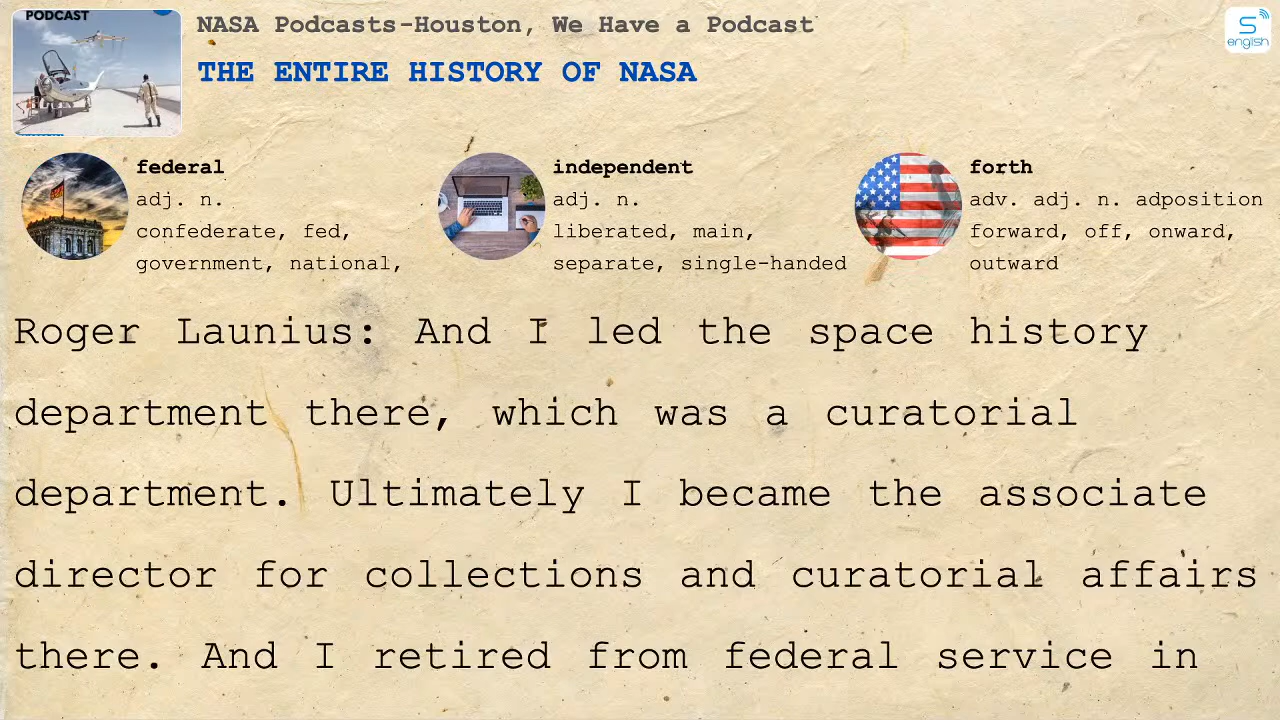 PODCAST
NASA Podcasts-Houston, We Have a Podcast
THE ENTIRE HISTORY OF NASA
S
english
federal
adj. n.
confederate, fed,
government, national,
independent
adj. n.
liberated, main,
separate, single-handed
forth
adv. adj. n. adposition
forward, off, onward,
outward
Roger Launius: And I led the space history
department there, which was a curatorial
department. Ultimately I became the associate
director for collections and curatorial affairs
there. And I retired from federal service in